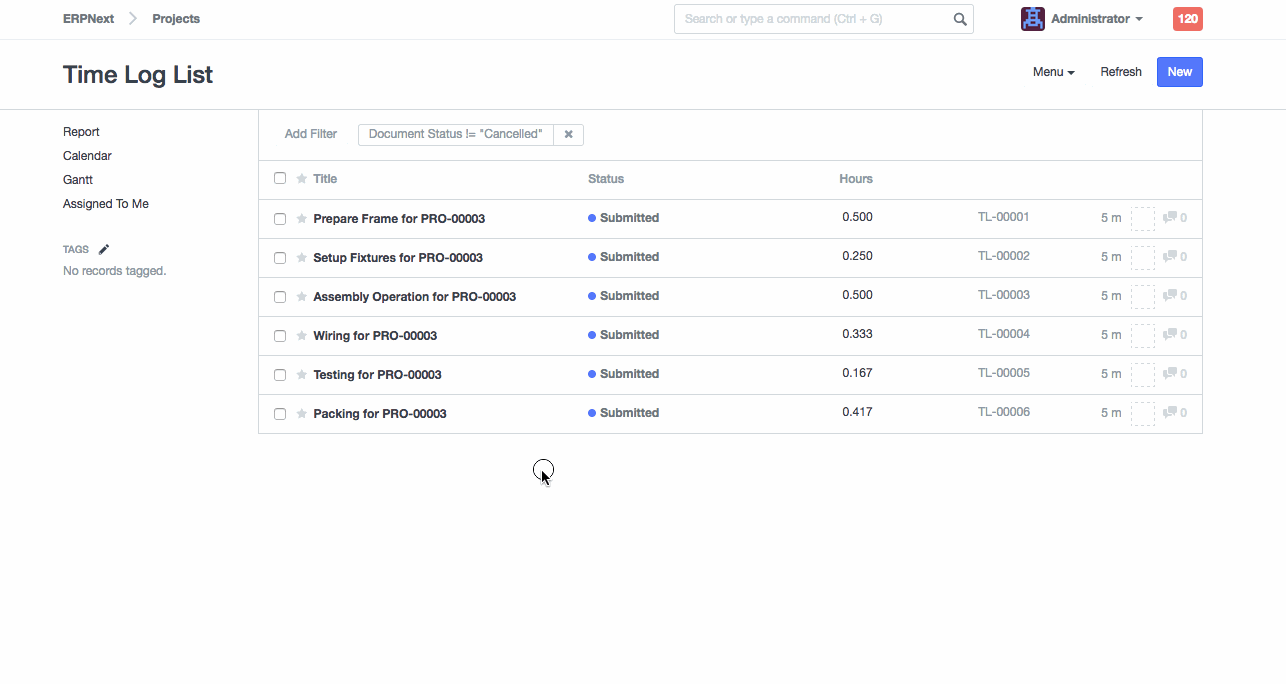 ERPNext Projects Search or type a command (Ctrl + G) Administrator 120
Time Log List Menu Refresh New
Report
Calendar
Gantt
Assigned To Me
TAGS
No records tagged.
Add Filter Document Status != "Cancelled"
Title Status Hours
Prepare Frame for PRO-00003 Submitted 0.500 TL-00001 5 m 0
Setup Fixtures for PRO-00003 Submitted 0.250 TL-00002 5 m 0
Assembly Operation for PRO-00003 Submitted 0.500 TL-00003 5 m 0
Wiring for PRO-00003 Submitted 0.333 TL-00004 5 m 0
Testing for PRO-00003 Submitted 0.167 TL-00005 5 m 0
Packing for PRO-00003 Submitted 0.417 TL-00006 5 m 0